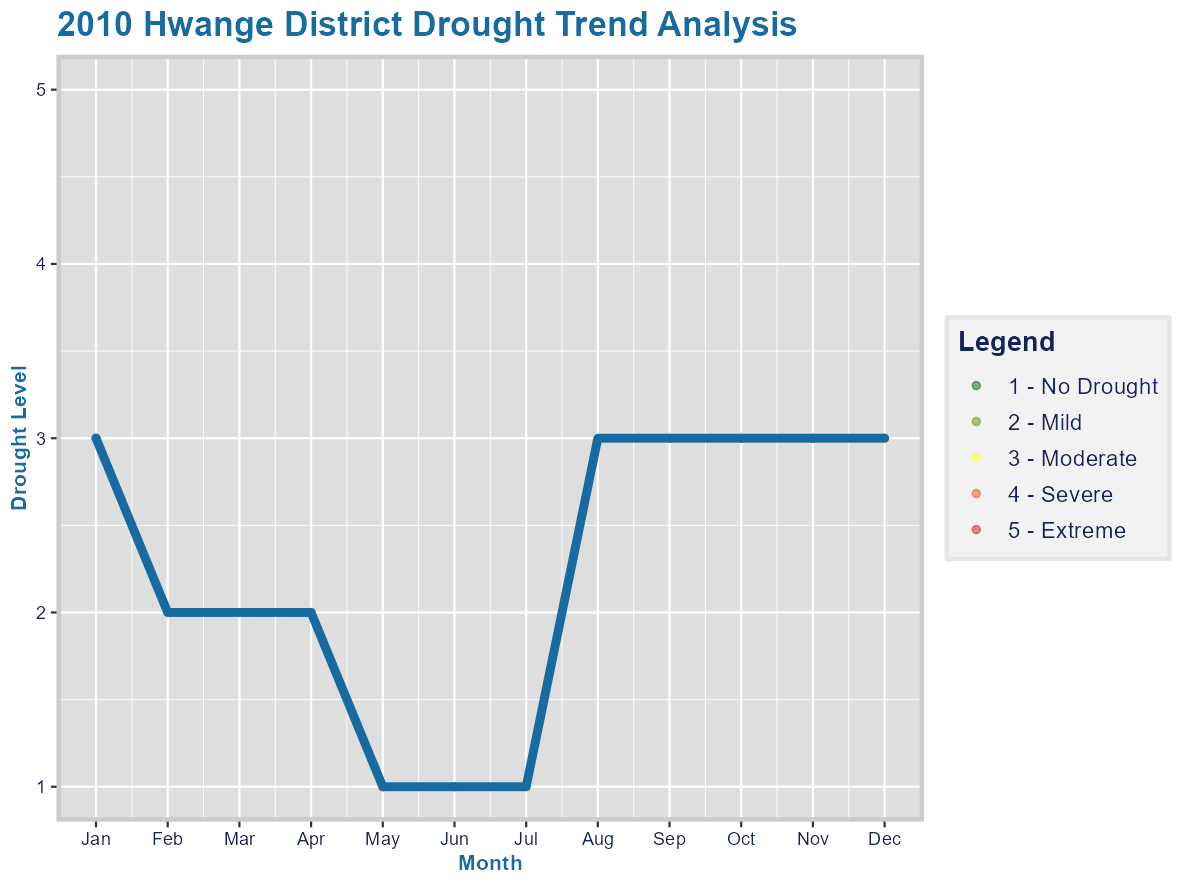 2010 Hwange District Drought Trend Analysis
Drought Level
5
4
3
2
1
Jan Feb Mar Apr May Jun Jul Aug Sep Oct Nov Dec
Month
Legend
1 - No Drought
2 - Mild
3 - Moderate
4 - Severe
5 - Extreme